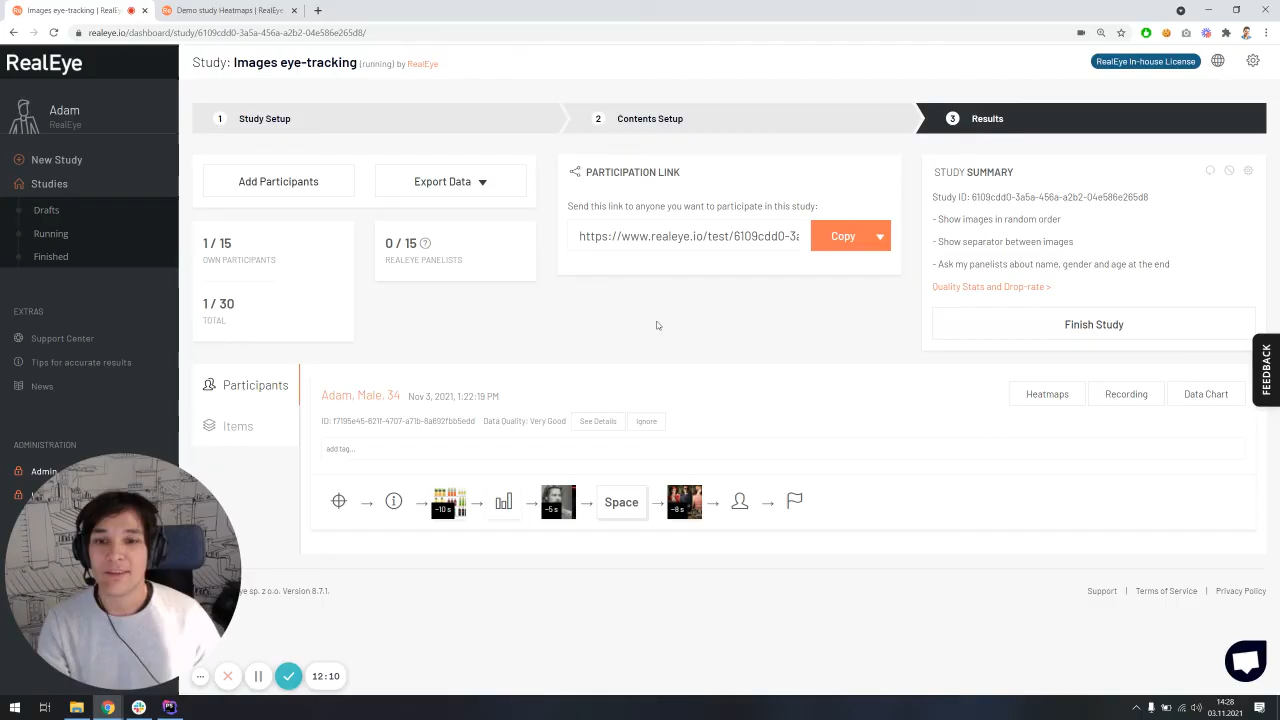 Images eye-tracking | RealEy
Demo study Heatmaps | RealEye
realeye.io/dashboard/study/6109cdd0-3a5a-456a-a2b2-04e586e265d8/
RealEye
Study: Images eye-tracking (running) by RealEye
RealEye In-house License
Adam
RealEye
1 Study Setup
2 Contents Setup
3 Results
New Study
Studies
Drafts
Running
Finished
Add Participants
Export Data
PARTICIPATION LINK
Send this link to anyone you want to participate in this study:
https://www.realeye.io/test/6109cdd0-3a
Copy
STUDY SUMMARY
Study ID: 6109cdd0-3a5a-456a-a2b2-04e586e265d8
- Show images in random order
- Show separator between images
- Ask my panelists about name, gender and age at the end
Quality Stats and Drop-rate >
Finish Study
1 / 15
OWN PARTICIPANTS
0 / 15 ?
REALEYE PANELISTS
1 / 30
TOTAL
EXTRAS
Support Center
Tips for accurate results
News
ADMINISTRATION
Admin
FEEDBACK
Participants
Items
Adam, Male, 34 Nov 3, 2021, 1:22:19 PM
Heatmaps
Recording
Data Chart
ID: f7195e45-621f-4707-a71b-8a692fbb5edd Data Quality: Very Good
See Details
Ignore
add tag...
~10 s
~5 s
Space
~8 s
ye sp. z o.o. Version 8.7.1.
Support | Terms of Service | Privacy Policy
12:10
14:28
03.11.2021